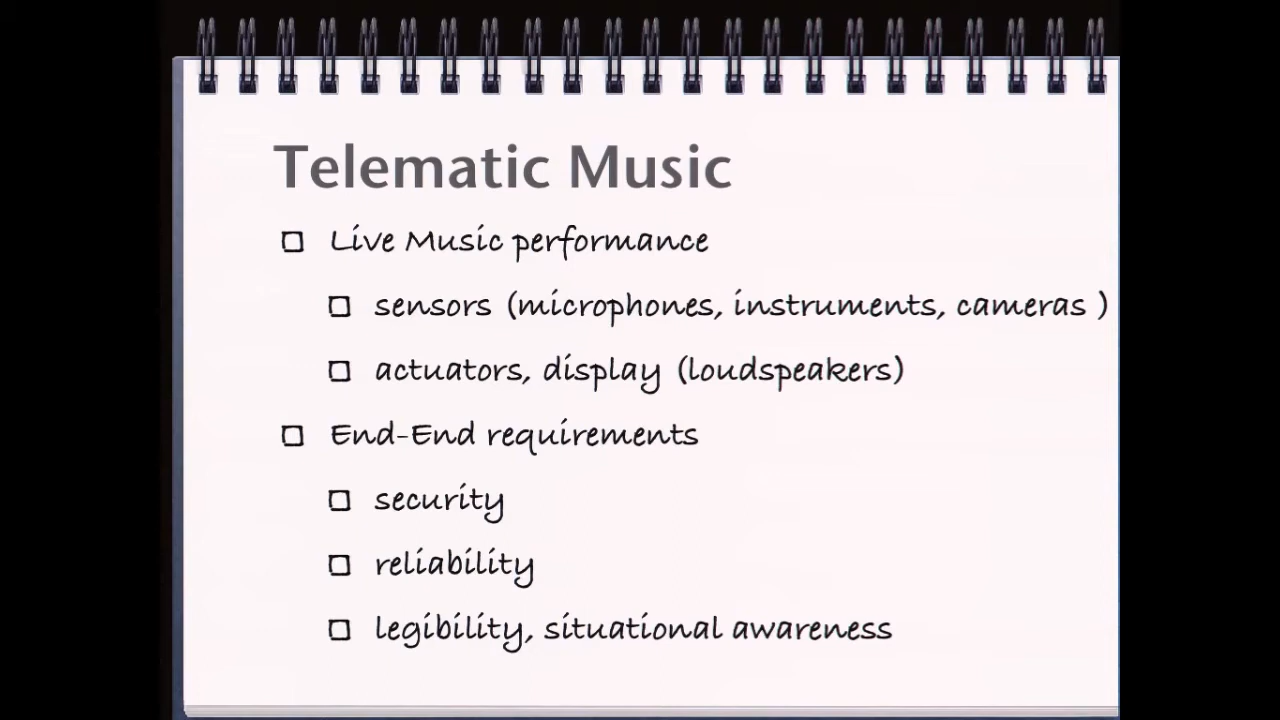 Telematic Music
Live Music performance
sensors (microphones, instruments, cameras )
actuators, display (loudspeakers)
End-End requirements
security
reliability
legibility, situational awareness